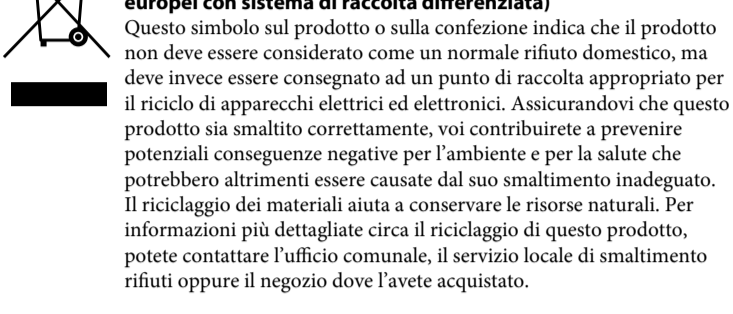 europei con sistema di raccolta differenziata)
Questo simbolo sul prodotto o sulla confezione indica che il prodotto
non deve essere considerato come un normale rifiuto domestico, ma
deve invece essere consegnato ad un punto di raccolta appropriato per
il riciclo di apparecchi elettrici ed elettronici. Assicurandovi che questo
prodotto sia smaltito correttamente, voi contribuirete a prevenire
potenziali conseguenze negative per l’ambiente e per la salute che
potrebbero altrimenti essere causate dal suo smaltimento inadeguato.
Il riciclaggio dei materiali aiuta a conservare le risorse naturali. Per
informazioni più dettagliate circa il riciclaggio di questo prodotto,
potete contattare l’ufficio comunale, il servizio locale di smaltimento
rifiuti oppure il negozio dove l’avete acquistato.